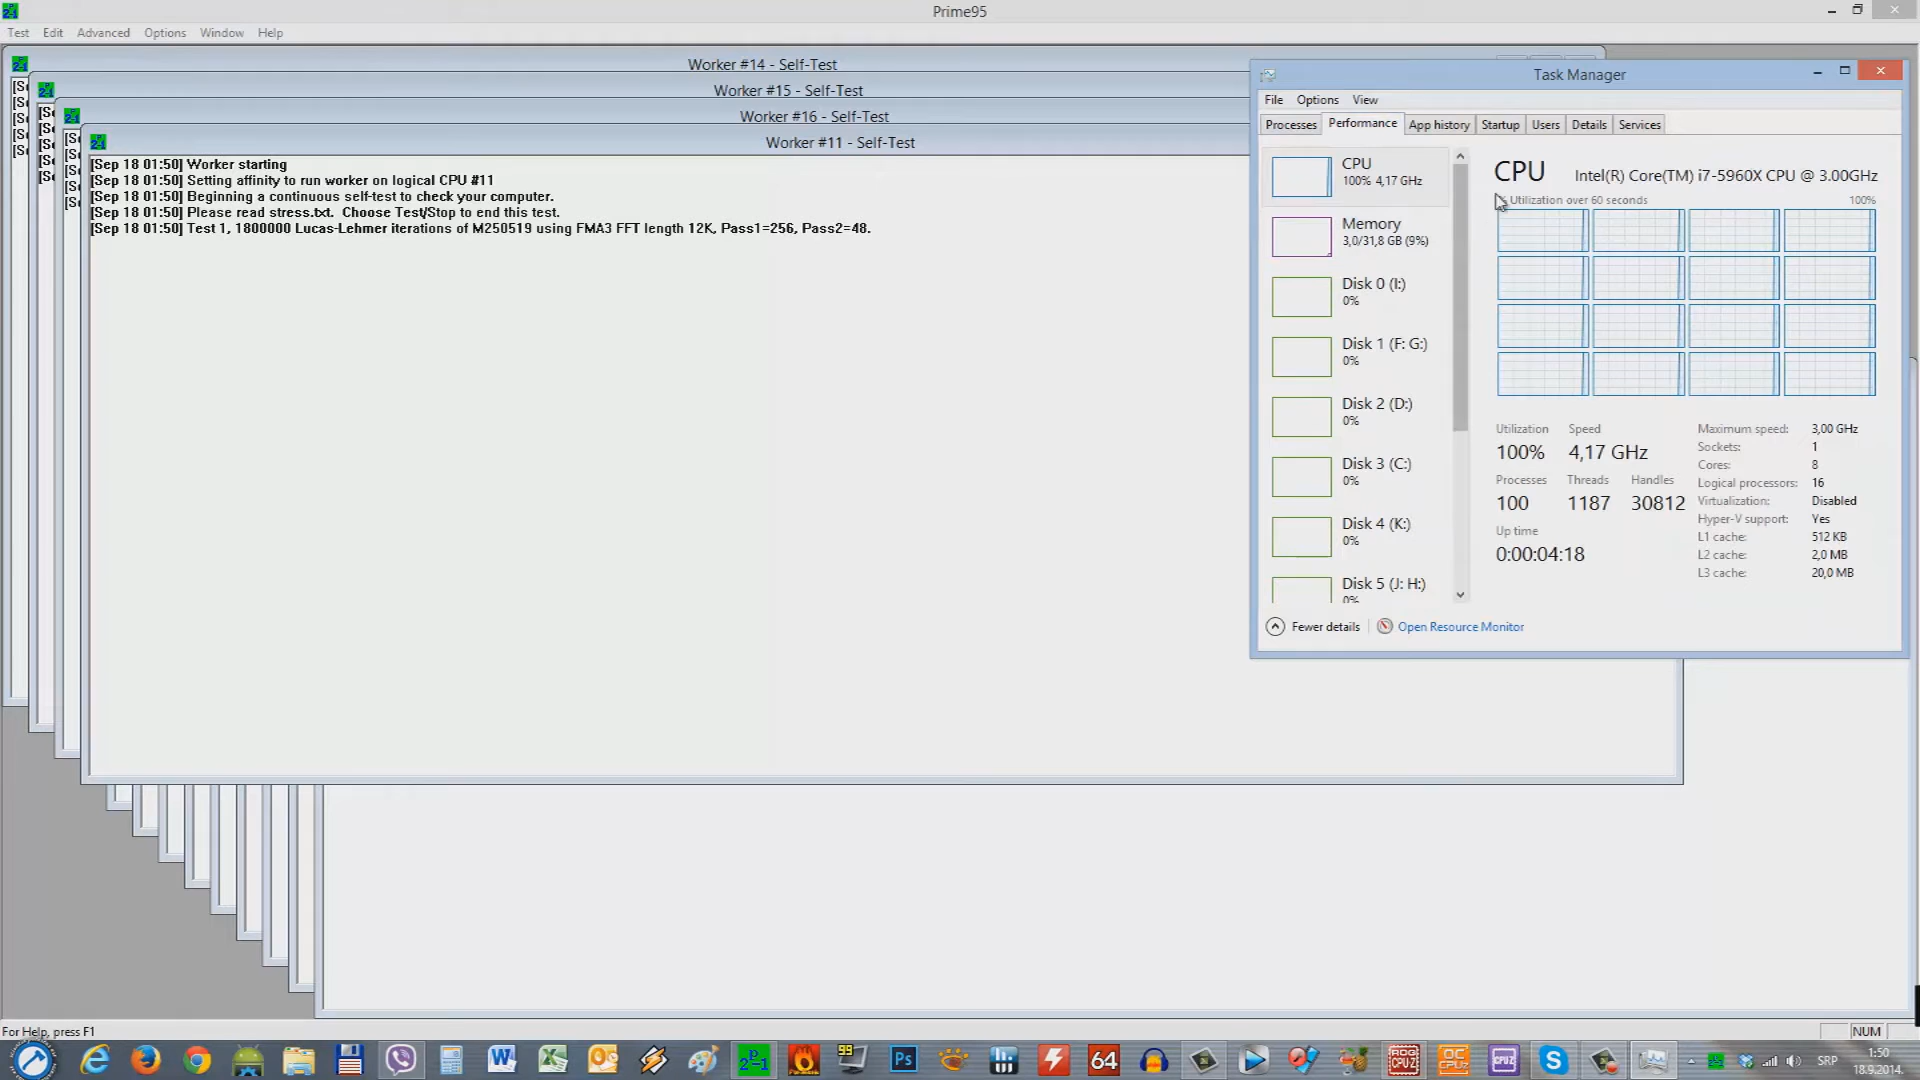 Prime95
Test Edit Advanced Options Window Help
Worker #14 - Self-Test
Worker #15 - Self-Test
Worker #16 - Self-Test
Worker #11 - Self-Test
[Sep 18 01:50] Worker starting
[Sep 18 01:50] Setting affinity to run worker on logical CPU #11
[Sep 18 01:50] Beginning a continuous self-test to check your computer.
[Sep 18 01:50] Please read stress.txt.  Choose Test/Stop to end this test.
[Sep 18 01:50] Test 1, 1800000 Lucas-Lehmer iterations of M250519 using FMA3 FFT length 12K, Pass1=256, Pass2=48.
Task Manager
File Options View
Processes Performance App history Startup Users Details Services
CPU
100% 4,17 GHz
Memory
3,0/31,8 GB (9%)
Disk 0 (I:)
0%
Disk 1 (F: G:)
0%
Disk 2 (D:)
0%
Disk 3 (C:)
0%
Disk 4 (K:)
0%
Disk 5 (J: H:)
0%
CPU Intel(R) Core(TM) i7-5960X CPU @ 3.00GHz
Utilization over 60 seconds 100%
Utilization Speed
100% 4,17 GHz
Processes Threads Handles
100 1187 30812
Up time
0:00:04:18
Maximum speed: 3,00 GHz
Sockets: 1
Cores: 8
Logical processors: 16
Virtualization: Disabled
Hyper-V support: Yes
L1 cache: 512 KB
L2 cache: 2,0 MB
L3 cache: 20,0 MB
Fewer details Open Resource Monitor
For Help, press F1
NUM
99 Ps 64 ROG CPUZ OC CPUZ CPUZ
SRP
1:50
18.9.2014.